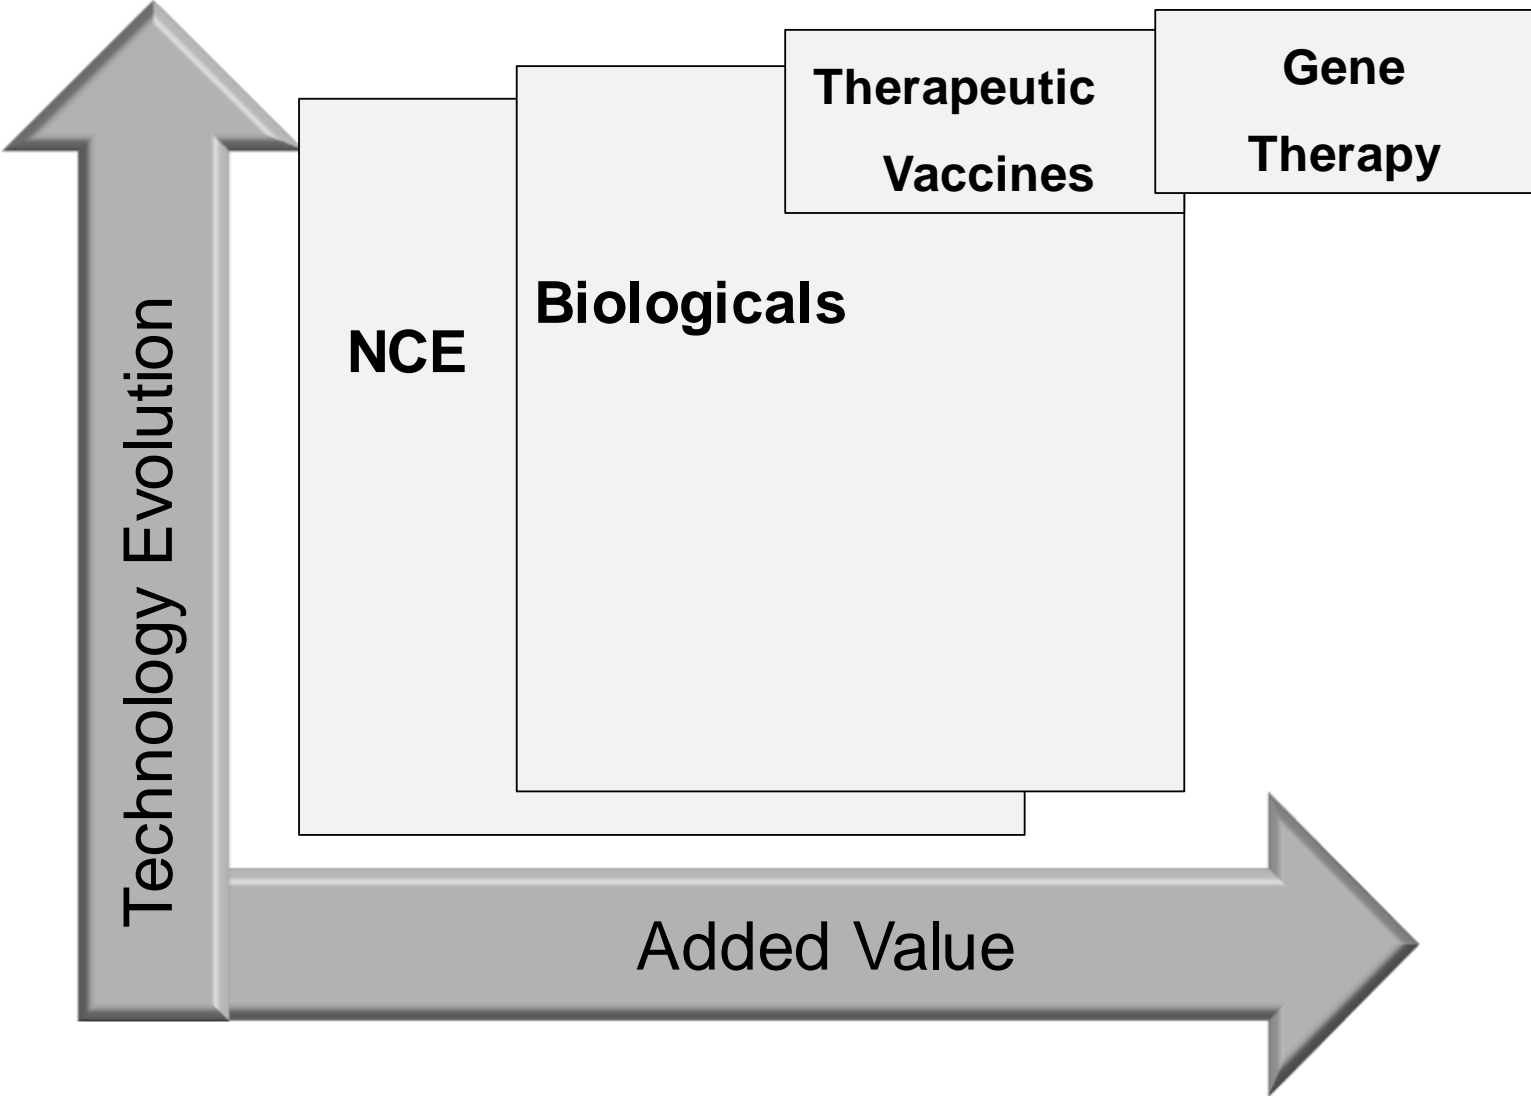 Gene
Therapy
Therapeutic
Vaccines
Biologicals
NCE
Technology Evolution
Added Value